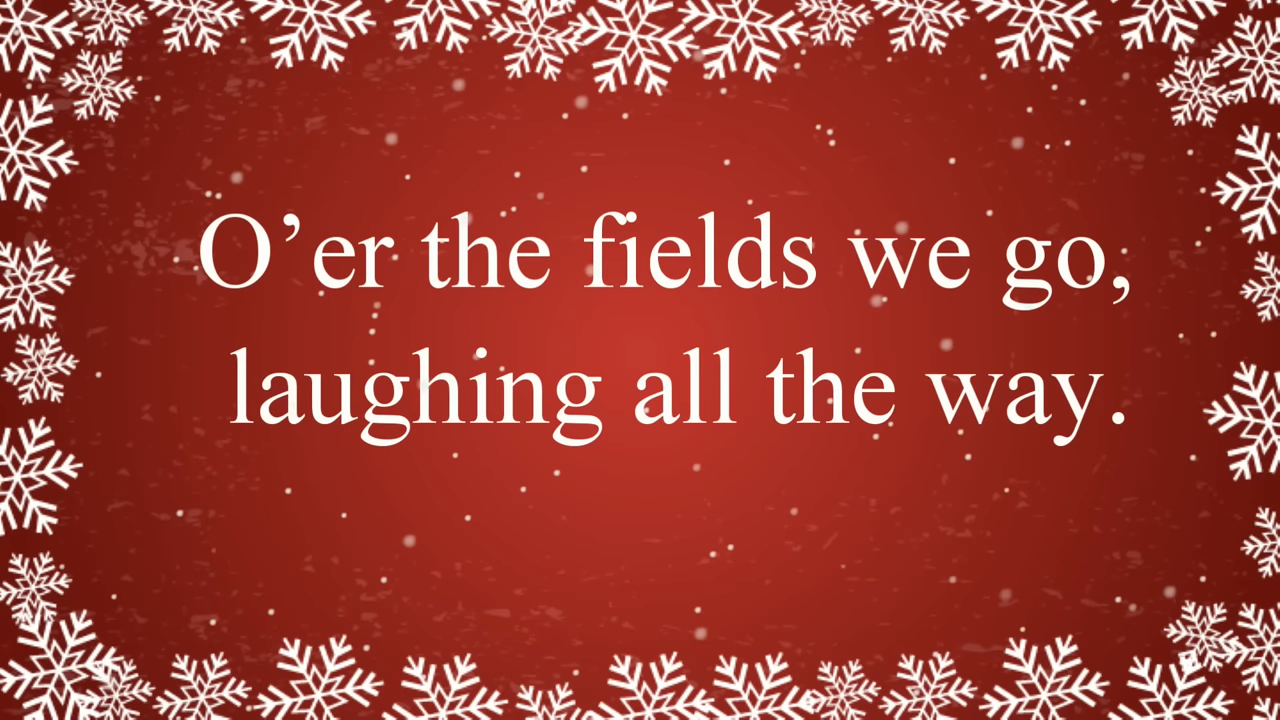 O’er the fields we go,
laughing all the way.